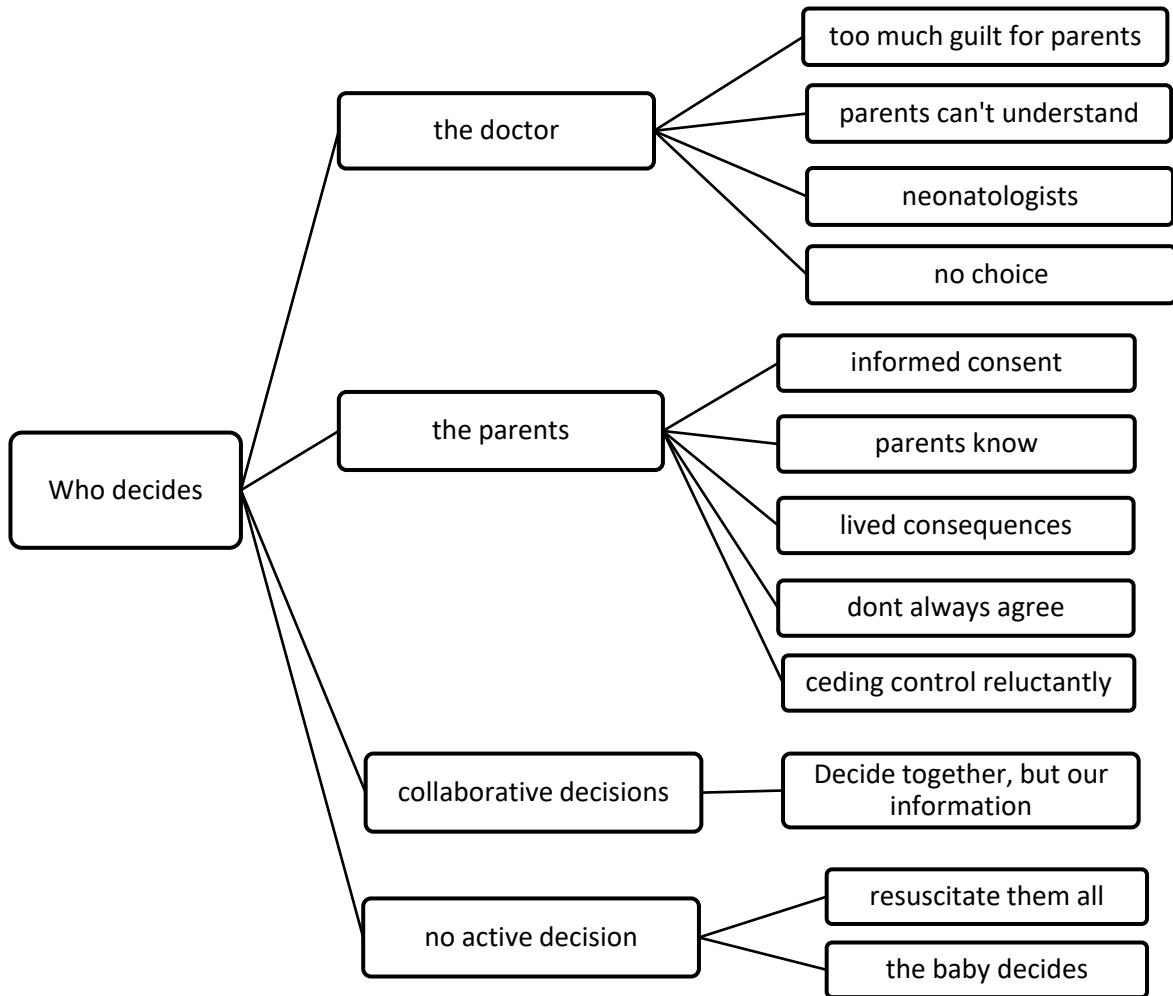 Who decides
the doctor
too much guilt for parents
parents can't understand
neonatologists
no choice
the parents
informed consent
parents know
lived consequences
dont always agree
ceding control reluctantly
collaborative decisions
Decide together, but our
information
no active decision
resuscitate them all
the baby decides